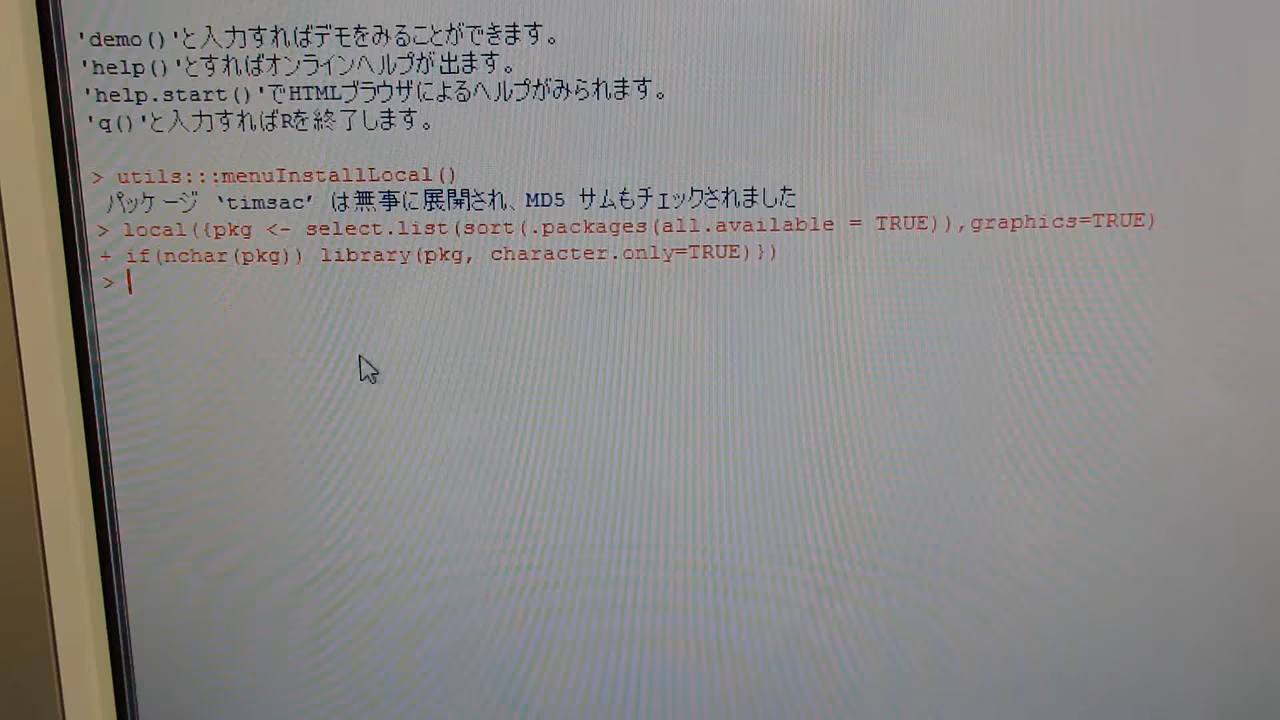 'demo()'と入力すればデモをみることができます。
'help()'とすればオンラインヘルプが出ます。
'help.start()'でHTMLブラウザによるヘルプがみられます。
'q()'と入力すればRを終了します。
> utils:::menuInstallLocal()
パッケージ ‘timsac’ は無事に展開され、MD5 サムもチェックされました
> local({pkg <- select.list(sort(.packages(all.available = TRUE)),graphics=TRUE)
+ if(nchar(pkg)) library(pkg, character.only=TRUE)})
>